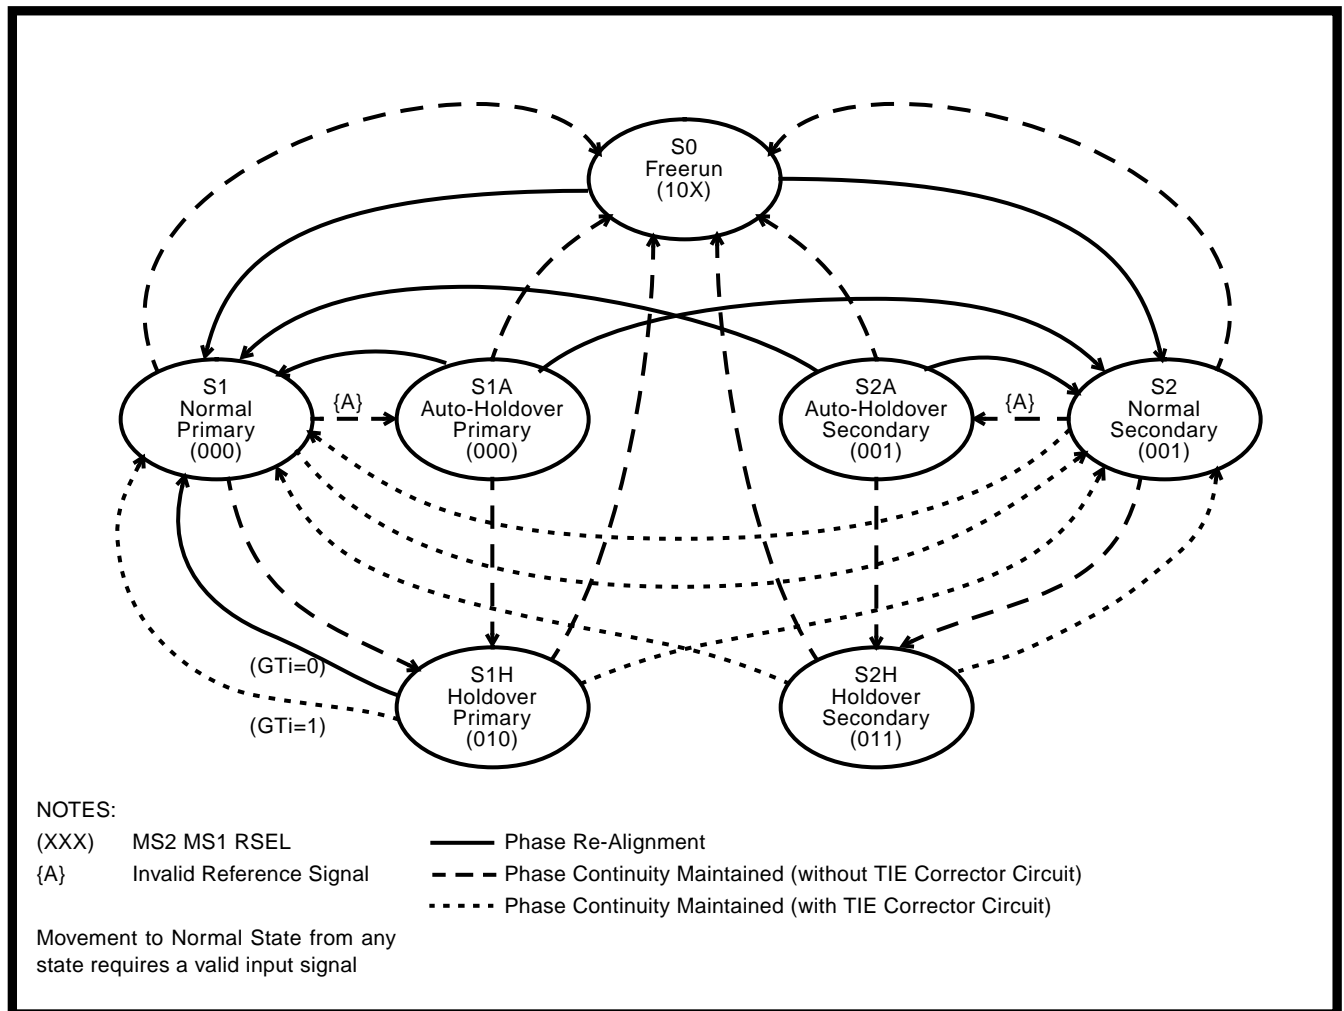 S0
Freerun
(10X)
S1
Normal
Primary
(000)
{A}
S1A
Auto-Holdover
Primary
(000)
S2A
Auto-Holdover
Secondary
(001)
{A}
S2
Normal
Secondary
(001)
(GTi=0)
(GTi=1)
S1H
Holdover
Primary
(010)
S2H
Holdover
Secondary
(011)
NOTES:
(XXX) MS2 MS1 RSEL
{A} Invalid Reference Signal
Phase Re-Alignment
Phase Continuity Maintained (without TIE Corrector Circuit)
Phase Continuity Maintained (with TIE Corrector Circuit)
Movement to Normal State from any
state requires a valid input signal